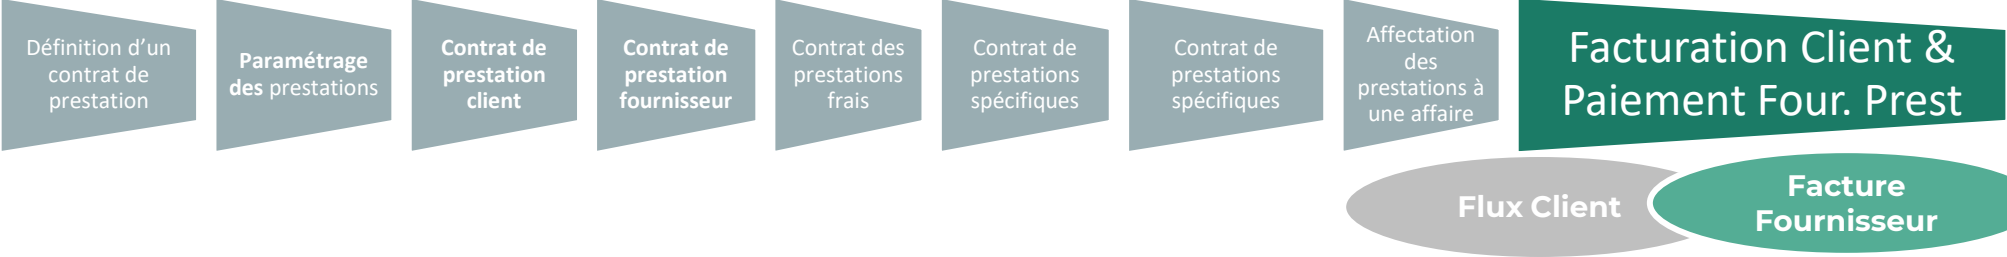 Définition d'un
contrat de
prestation
Paramétrage
des prestations
Contrat de
prestation
client
Contrat de
prestation
fournisseur
Contrat des
prestations
frais
Contrat de
prestations
spécifiques
Contrat de
prestations
spécifiques
Affectation
des
prestations à
une affaire
Facturation Client &
Paiement Four. Prest
Flux Client
Facture
Fournisseur